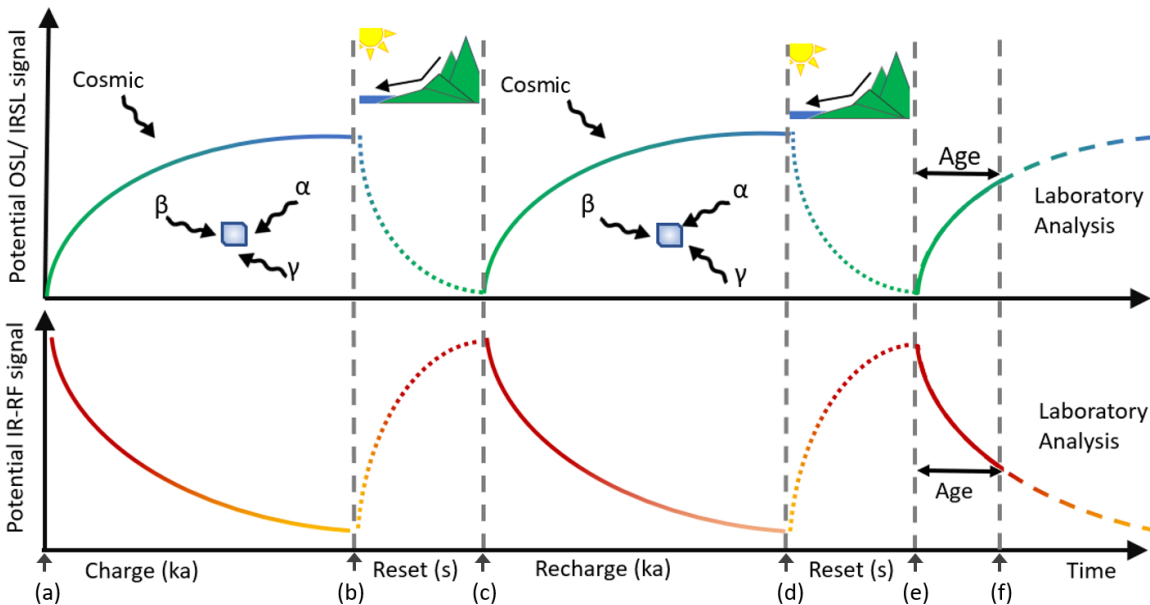 Potential OSL/ IRSL signal
Cosmic
β
α
γ
Cosmic
β
α
γ
Age
Laboratory
Analysis
Potential IR-RF signal
Laboratory
Analysis
Age
Charge (ka)
Reset (s)
Recharge (ka)
Reset (s)
Time
(a)
(b)
(c)
(d)
(e)
(f)